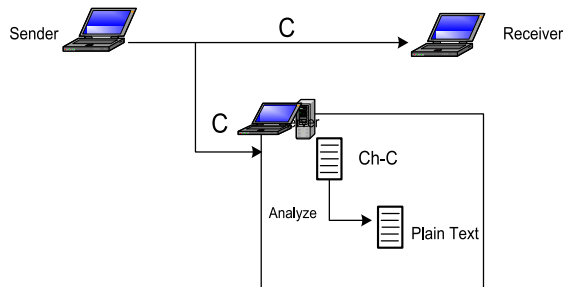 Sender
C
Receiver
C
Ch-C
Analyze
Plain Text